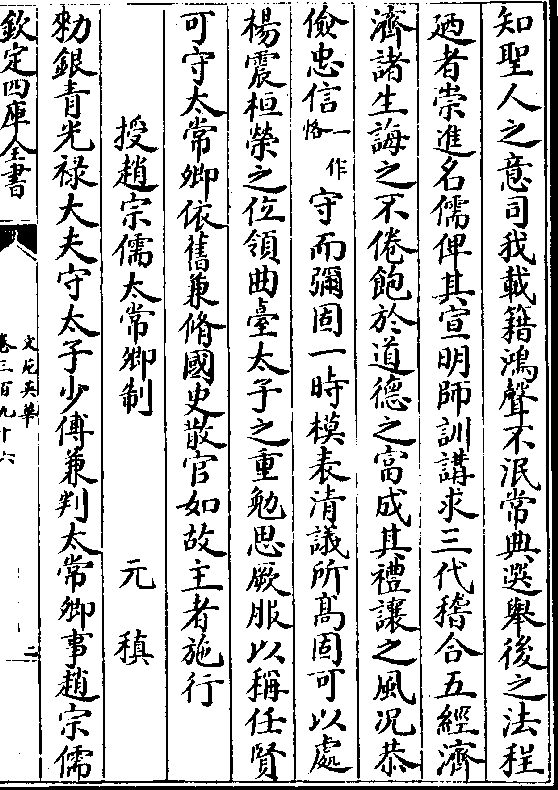 知聖人之意司我載籍鴻聲不泯常典選舉後之法程
廼者崇進名儒俾其宣明師訓講求三代稽合五經濟
濟諸生誨之不倦飽於道德之富成其禮讓之風况恭
儉忠信一作恪守而彌固一時模表清議所髙固可以處
楊震桓榮之位領曲臺太子之重勉思厥服以稱任賢
可守太常卿依舊兼脩國史散官如故主者施行
授趙宗儒太常卿制 元稹
勑銀青光禄大夫守太子少傅兼判太常卿事趙宗儒
欽定四庫全書
文苑英華
卷三百九十六
二